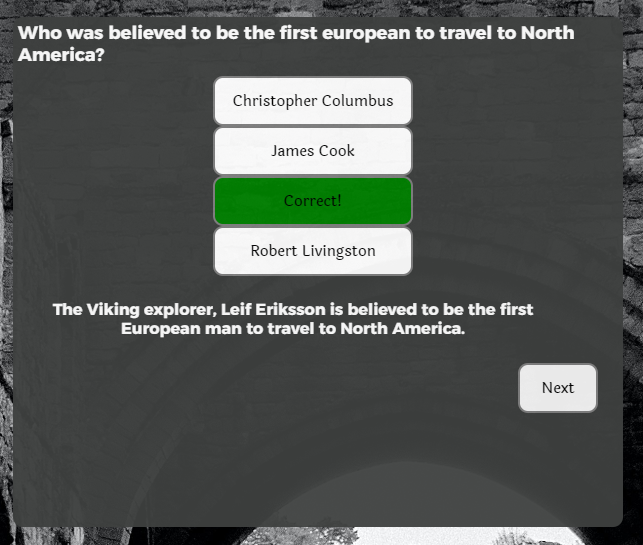 Who was believed to be the first european to travel to North
America?
Christopher Columbus
James Cook
Correct!
Robert Livingston
The Viking explorer, Leif Eriksson is believed to be the first
European man to travel to North America.
Next